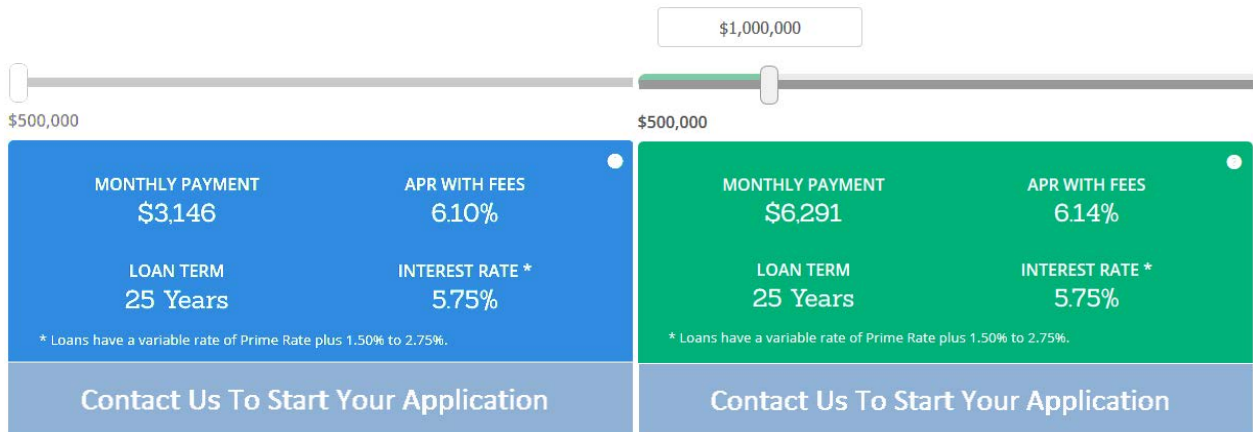 $500,000
MONTHLY PAYMENT
$3,146
APR WITH FEES
6.10%
LOAN TERM
25 Years
INTEREST RATE *
5.75%
* Loans have a variable rate of Prime Rate plus 1.50% to 2.75%.
Contact Us To Start Your Application
$1,000,000
$500,000
MONTHLY PAYMENT
$6,291
APR WITH FEES
6.14%
LOAN TERM
25 Years
INTEREST RATE *
5.75%
* Loans have a variable rate of Prime Rate plus 1.50% to 2.75%.
Contact Us To Start Your Application